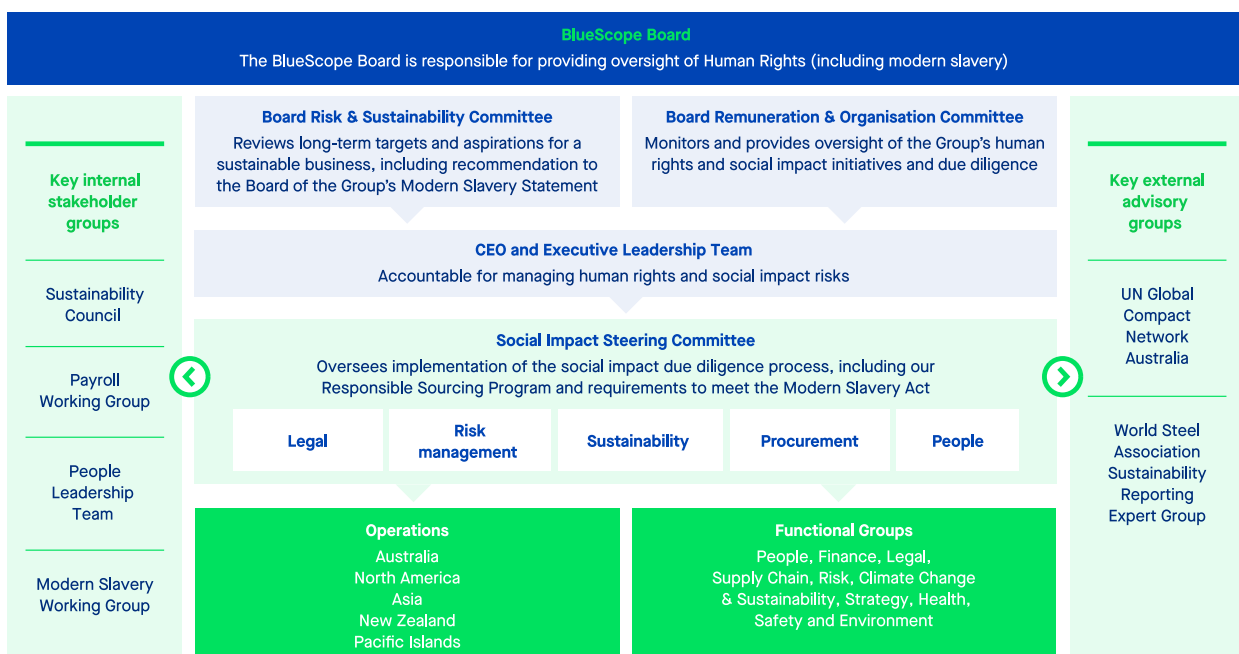 BlueScope Board
The BlueScope Board is responsible for providing oversight of Human Rights (including modern slavery)
Key internal
stakeholder
groups
Sustainability
Council
Payroll
Working Group
People
Leadership
Team
Modern Slavery
Working Group
Board Risk & Sustainability Committee
Reviews long-term targets and aspirations for a
sustainable business, including recommendation to
the Board of the Group's Modern Slavery Statement
Board Remuneration & Organisation Committee
Monitors and provides oversight of the Group's human
rights and social impact initiatives and due diligence
CEO and Executive Leadership Team
Accountable for managing human rights and social impact risks
Social Impact Steering Committee
Oversees implementation of the social impact due diligence process, including our
Responsible Sourcing Program and requirements to meet the Modern Slavery Act
Legal
Risk
management
Sustainability
Procurement
People
Operations
Australia
North America
Asia
New Zealand
Pacific Islands
Functional Groups
People, Finance, Legal,
Supply Chain, Risk, Climate Change
& Sustainability, Strategy, Health,
Safety and Environment
Key external
advisory
groups
UN Global
Compact
Network
Australia
World Steel
Association
Sustainability
Reporting
Expert Group